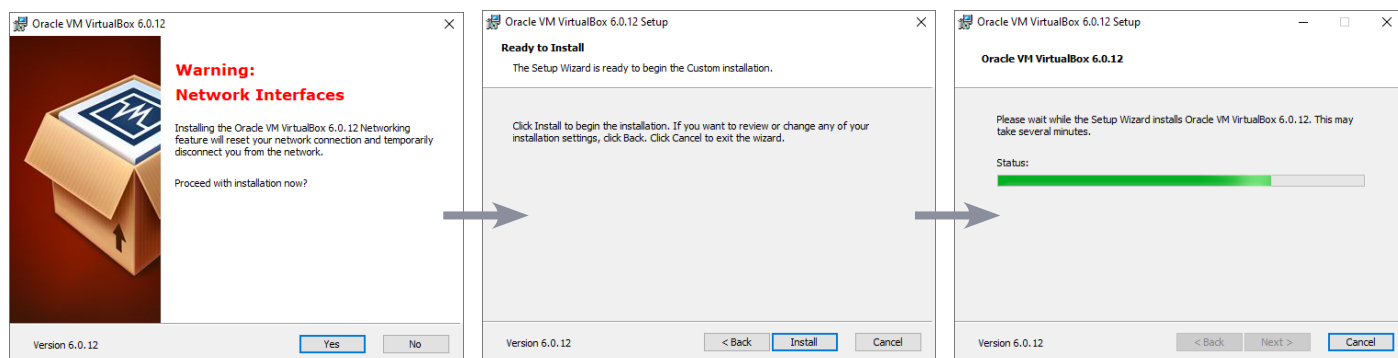 Oracle VM VirtualBox 6.0.12
Warning:
Network Interfaces
Installing the Oracle VM VirtualBox 6.0.12 Networking
feature will reset your network connection and temporarily
disconnect you from the network.
Proceed with installation now?
Version 6.0.12
Yes
No
Oracle VM VirtualBox 6.0.12 Setup
Ready to Install
The Setup Wizard is ready to begin the Custom installation.
Click Install to begin the installation. If you want to review or change any of your
installation settings, click Back. Click Cancel to exit the wizard.
Version 6.0.12
< Back
Install
Cancel
Oracle VM VirtualBox 6.0.12 Setup
Oracle VM VirtualBox 6.0.12
Please wait while the Setup Wizard installs Oracle VM VirtualBox 6.0.12. This may
take several minutes.
Status:
Version 6.0.12
< Back
Next >
Cancel